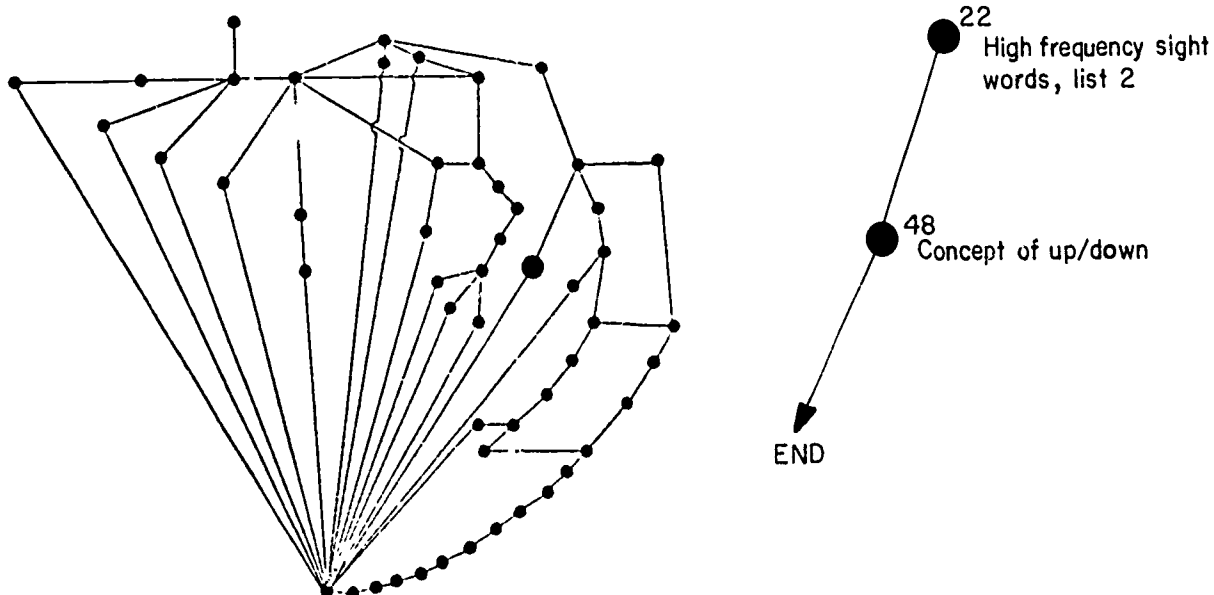 22
High frequency sight
words, list 2
48
Concept of up/down
END